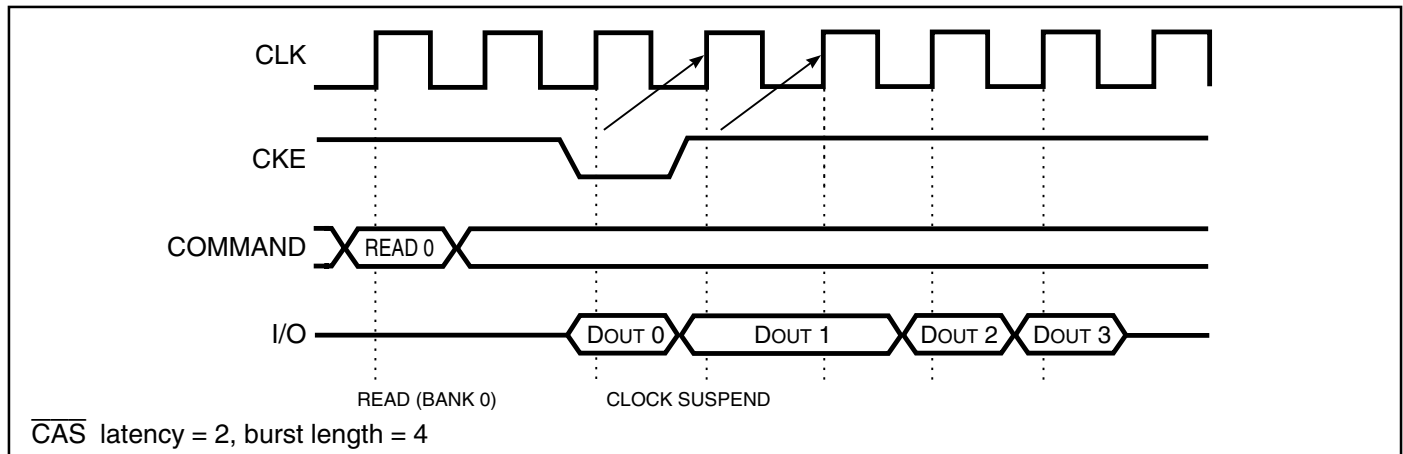 CLK
CKE
COMMAND
READ 0
I/O
DOUT 0
DOUT 1
DOUT 2
DOUT 3
READ (BANK 0)
CLOCK SUSPEND
C̅A̅S̅ latency = 2, burst length = 4